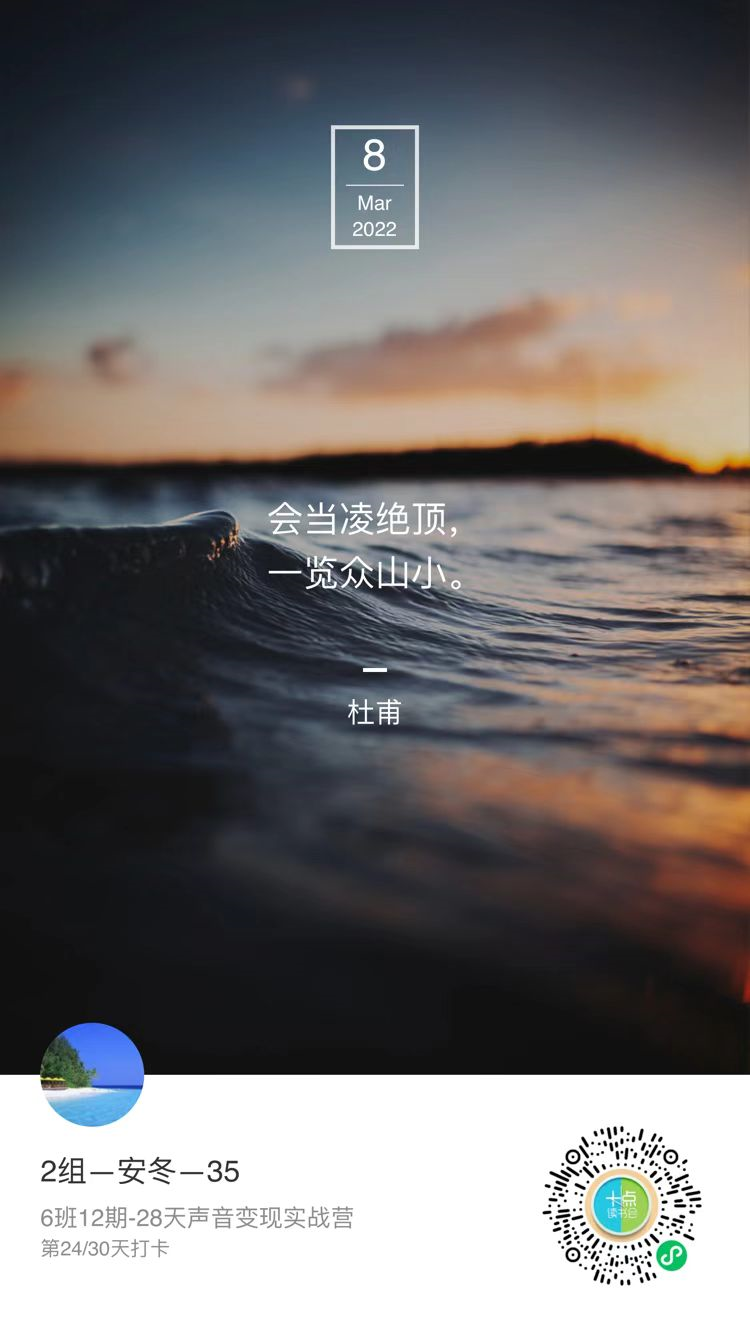 8
Mar
2022
会当凌绝顶，
一览众山小。
杜甫
2组—安冬—35
6班12期-28天声音变现实战营
第24/30天打卡
十点
读书会